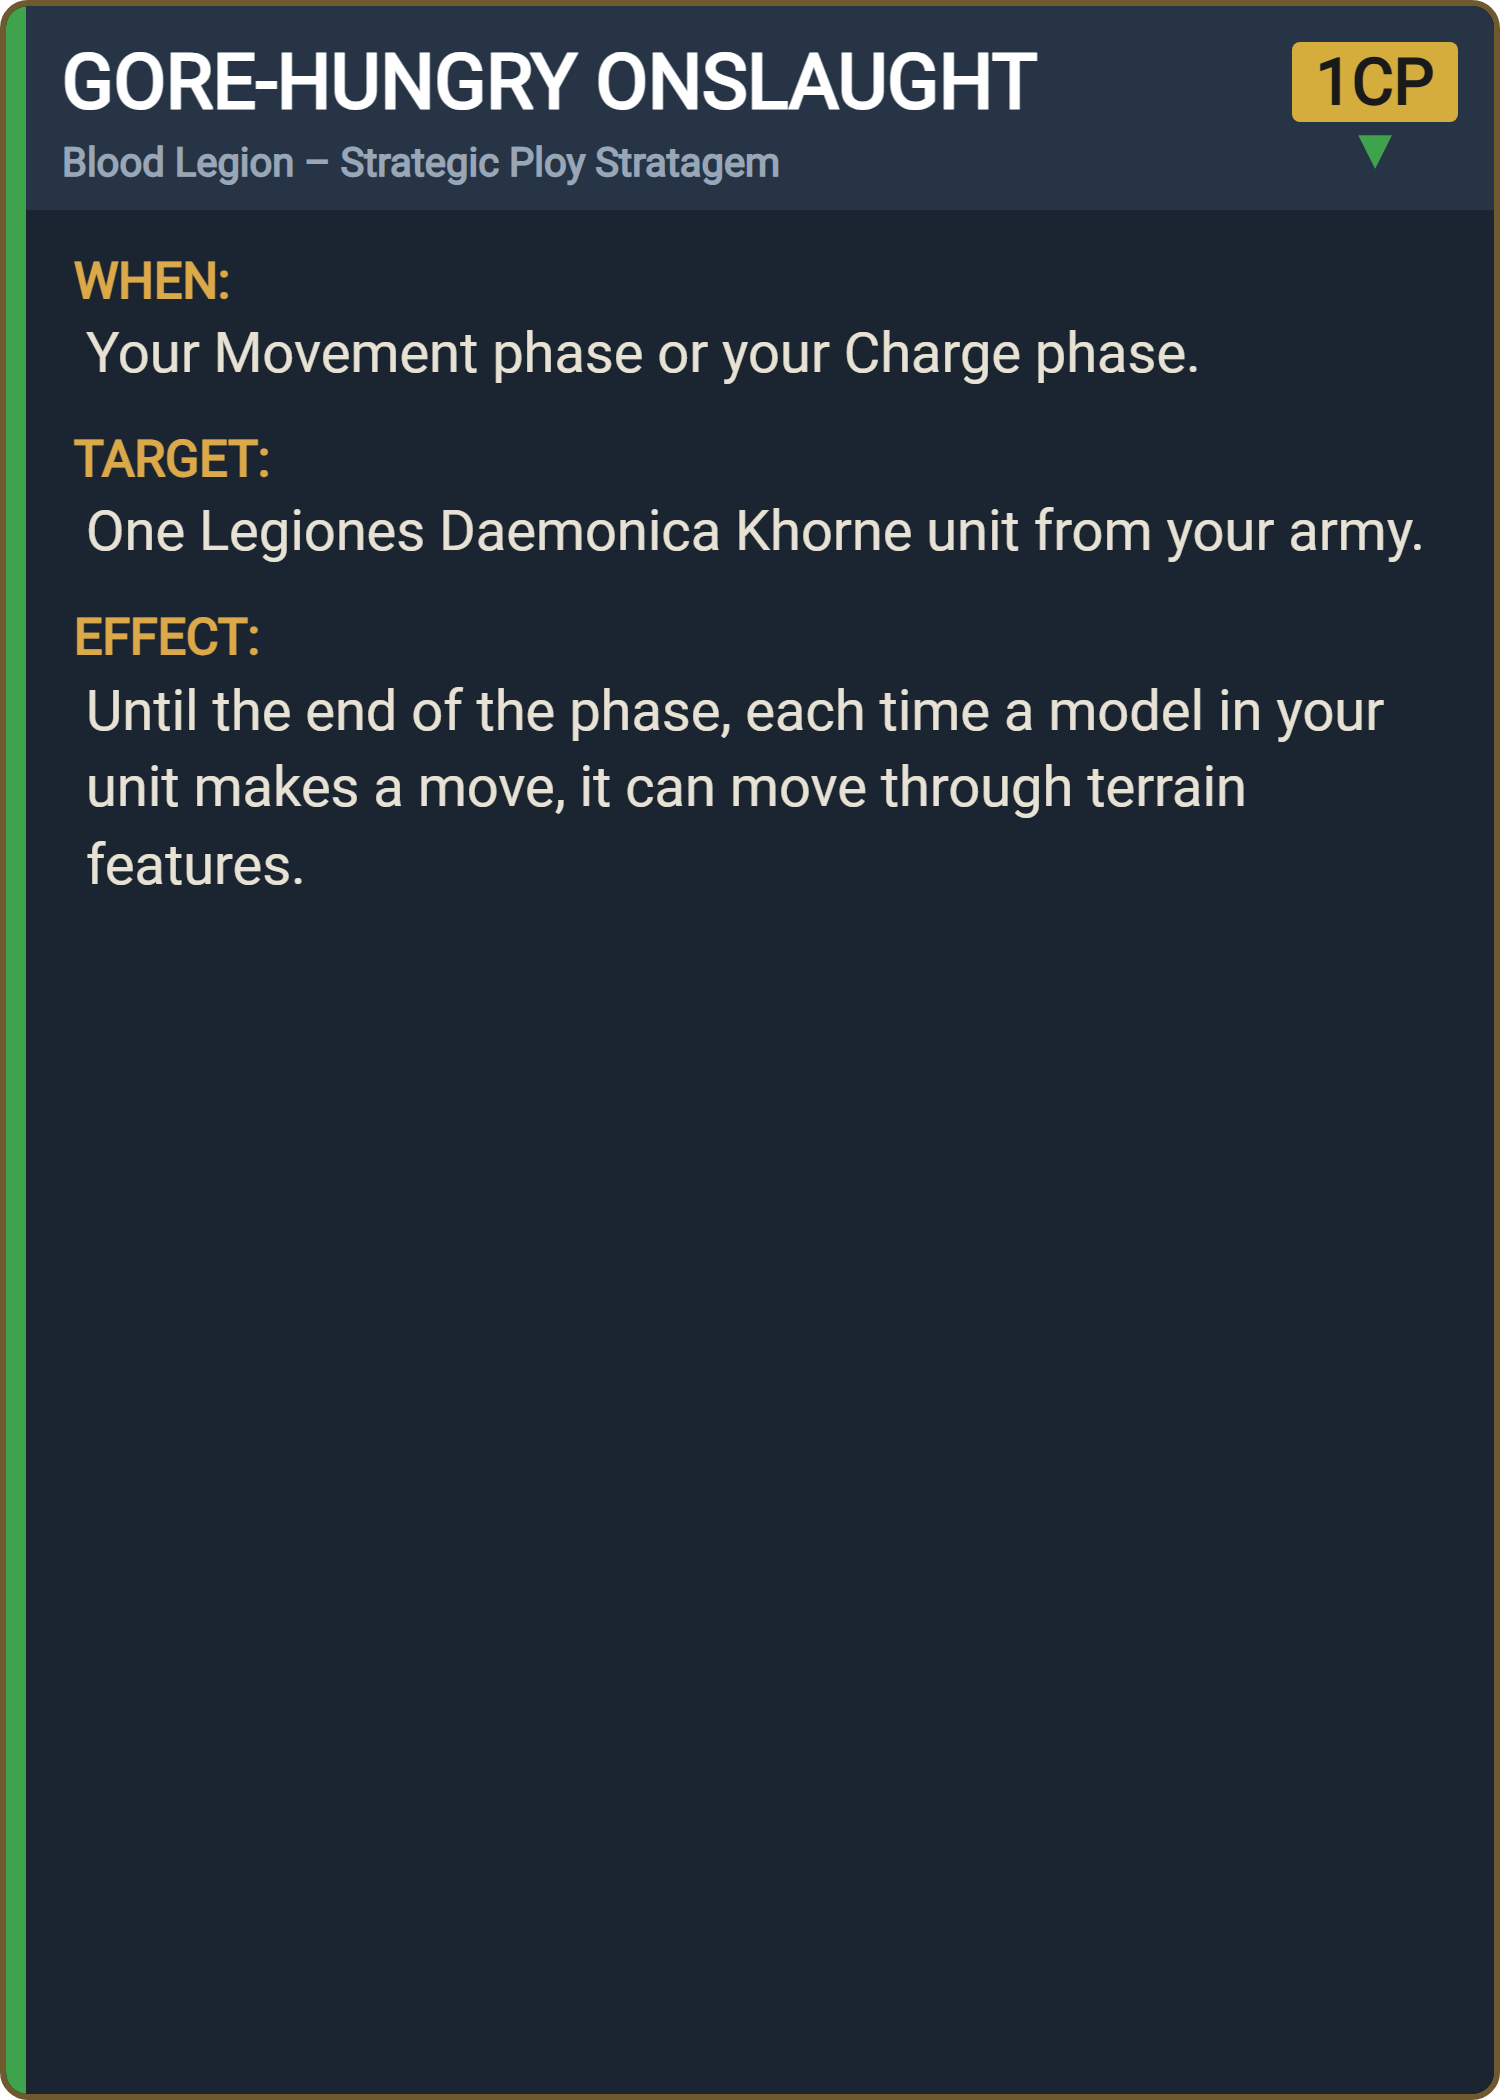 GORE-HUNGRY ONSLAUGHT
1CP
Blood Legion – Strategic Ploy Stratagem
WHEN:
Your Movement phase or your Charge phase.
TARGET:
One Legiones Daemonica Khorne unit from your army.
EFFECT:
Until the end of the phase, each time a model in your
unit makes a move, it can move through terrain
features.